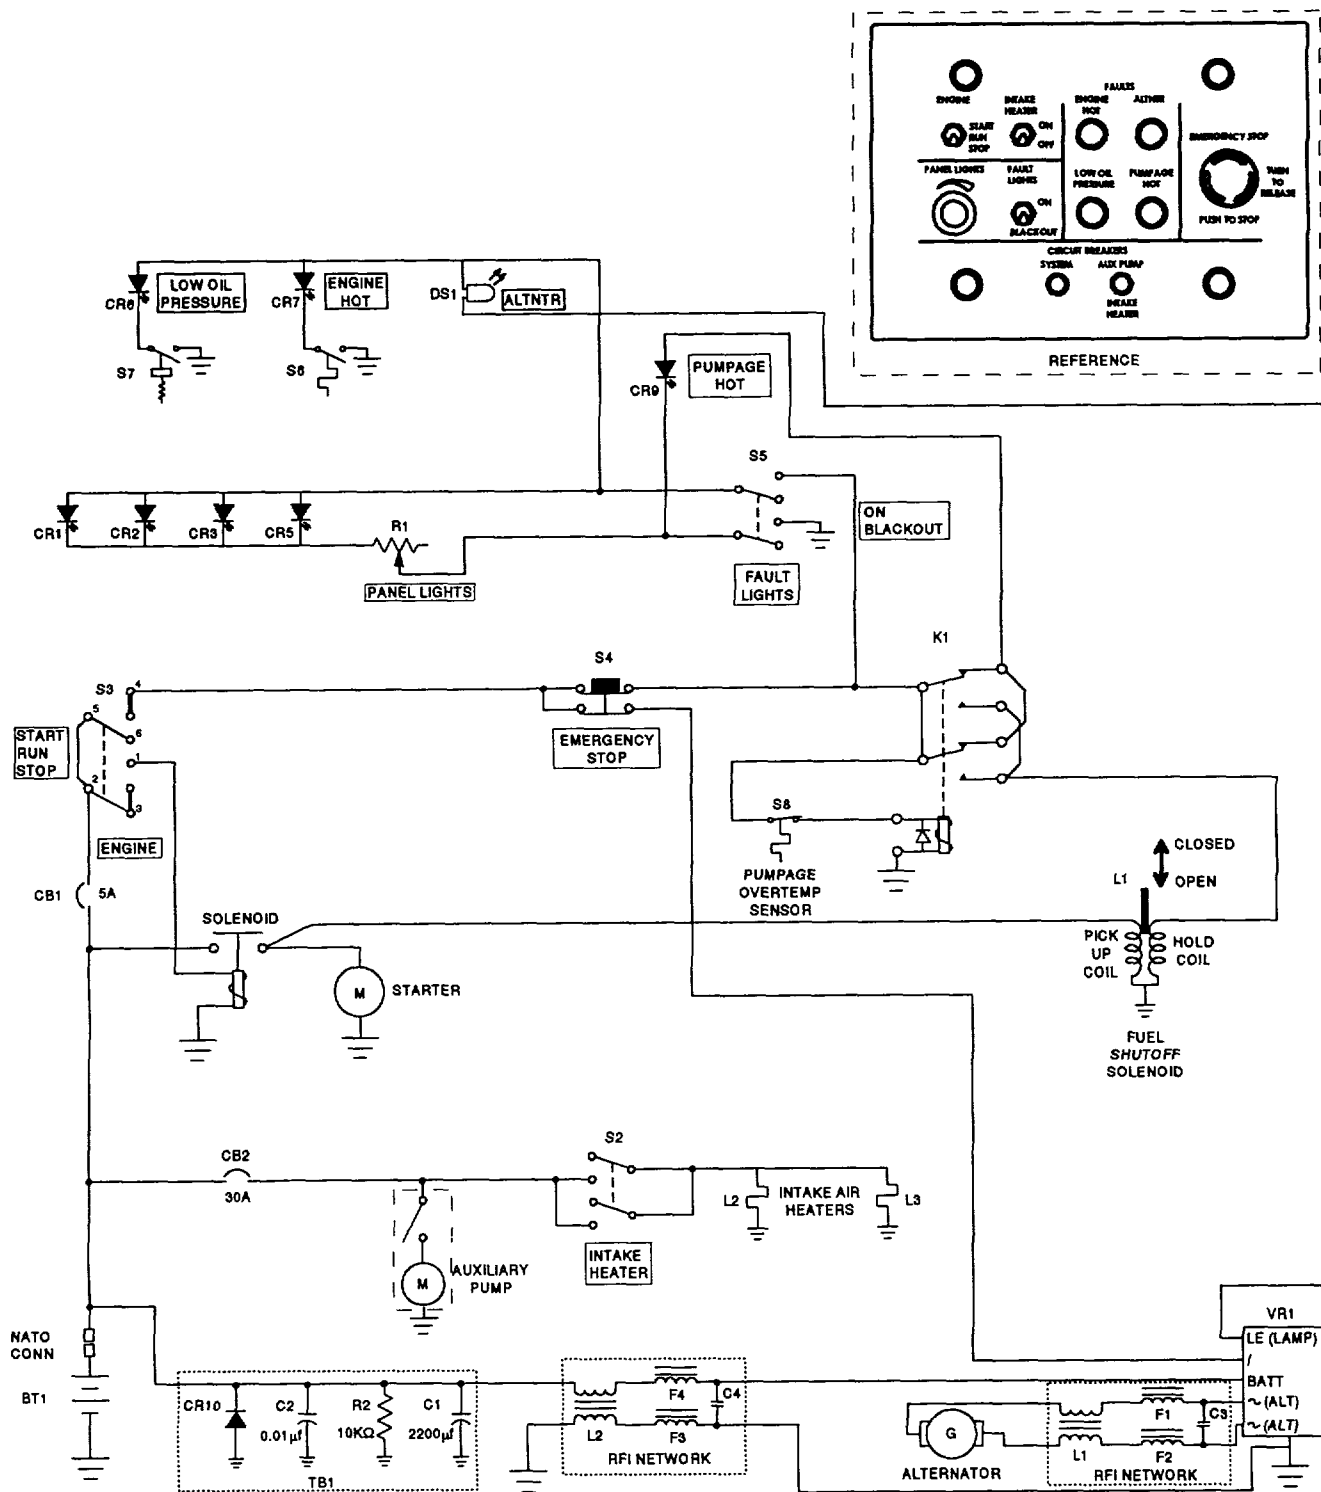 FAULTS
ENGINE
INTAKE
HEATER
ENGINE
HOT
ALTNTR
START
RUN
STOP
ON
OFF
EMERGENCY STOP
PANEL LIGHTS
FAULT
LIGHTS
LOW OIL
PRESSURE
PUMPAGE
HOT
TURN
TO
RELEASE
ON
BLACKOUT
PUSH TO STOP
CIRCUIT BREAKERS
SYSTEM
AUX PUMP
INTAKE
HEATER
REFERENCE
CR6
LOW OIL
PRESSURE
CR7
ENGINE
HOT
DS1
ALTNTR
S7
S6
CR9
PUMPAGE
HOT
S5
CR1
CR2
CR3
CR5
R1
ON
BLACKOUT
PANEL LIGHTS
FAULT
LIGHTS
K1
S4
S3
4
5
6
1
2
3
START
RUN
STOP
EMERGENCY
STOP
ENGINE
S8
PUMPAGE
OVERTEMP
SENSOR
CLOSED
OPEN
L1
CB1
5A
SOLENOID
PICK
UP
COIL
HOLD
COIL
M
STARTER
FUEL
SHUTOFF
SOLENOID
CB2
30A
S2
L2
INTAKE AIR
HEATERS
L3
INTAKE
HEATER
M
AUXILIARY
PUMP
NATO
CONN
BT1
VR1
LE (LAMP)
I
BATT
~ (ALT)
~ (ALT)
CR10
C2
0.01µf
R2
10KΩ
C1
2200µf
TB1
F4
C4
L2
F3
RFI NETWORK
G
ALTERNATOR
F1
C3
L1
F2
RFI NETWORK